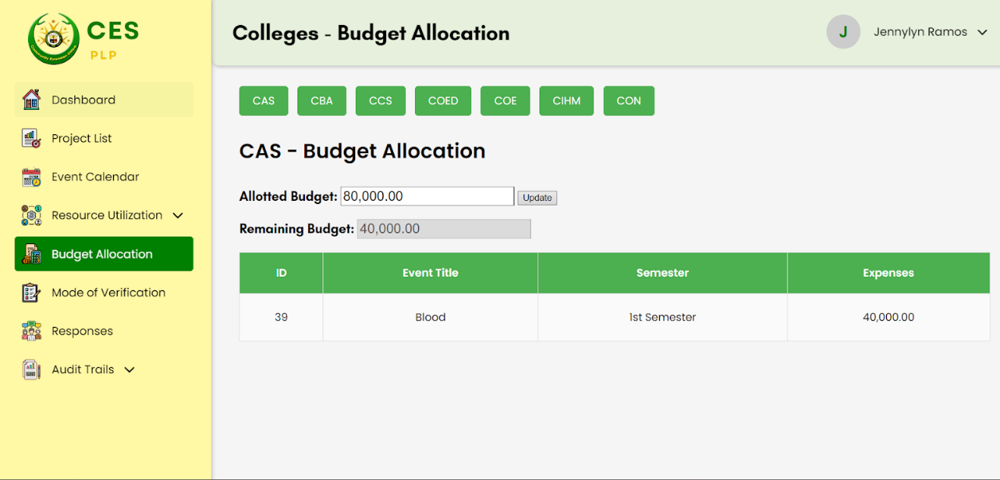 CES
PLP
Colleges - Budget Allocation
J
Jennylyn Ramos
Dashboard
Project List
Event Calendar
Resource Utilization
Budget Allocation
Mode of Verification
Responses
Audit Trails
CAS CBA CCS COED COE CIHM CON
CAS - Budget Allocation
Allotted Budget: 80,000.00 Update
Remaining Budget: 40,000.00
ID Event Title Semester Expenses
39 Blood 1st Semester 40,000.00